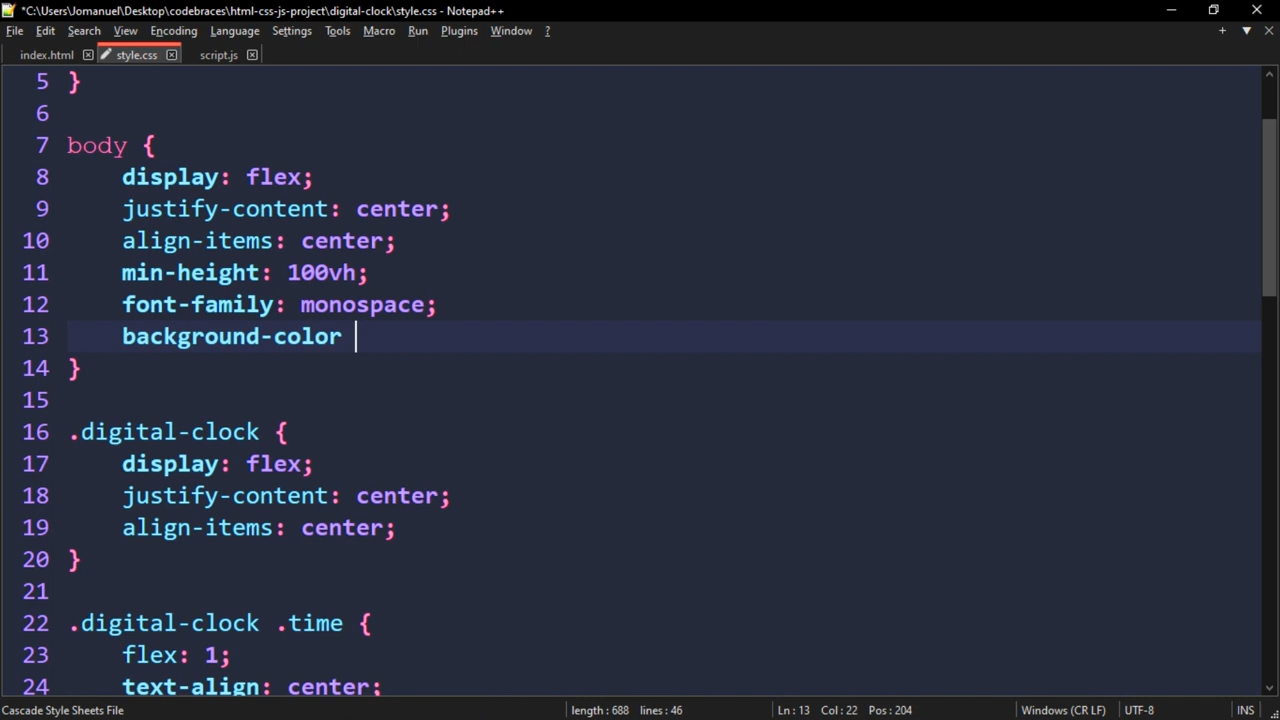 *C:\Users\Jomanuel\Desktop\codebraces\html-css-js-project\digital-clock\style.css - Notepad++
File Edit Search View Encoding Language Settings Tools Macro Run Plugins Window ?
index.html style.css script.js
5 }
6
7 body {
8 display: flex;
9 justify-content: center;
10 align-items: center;
11 min-height: 100vh;
12 font-family: monospace;
13 background-color
14 }
15
16 .digital-clock {
17 display: flex;
18 justify-content: center;
19 align-items: center;
20 }
21
22 .digital-clock .time {
23 flex: 1;
24 text-align: center;
Cascade Style Sheets File length : 688 lines : 46 Ln : 13 Col : 22 Pos : 204 Windows (CR LF) UTF-8 INS